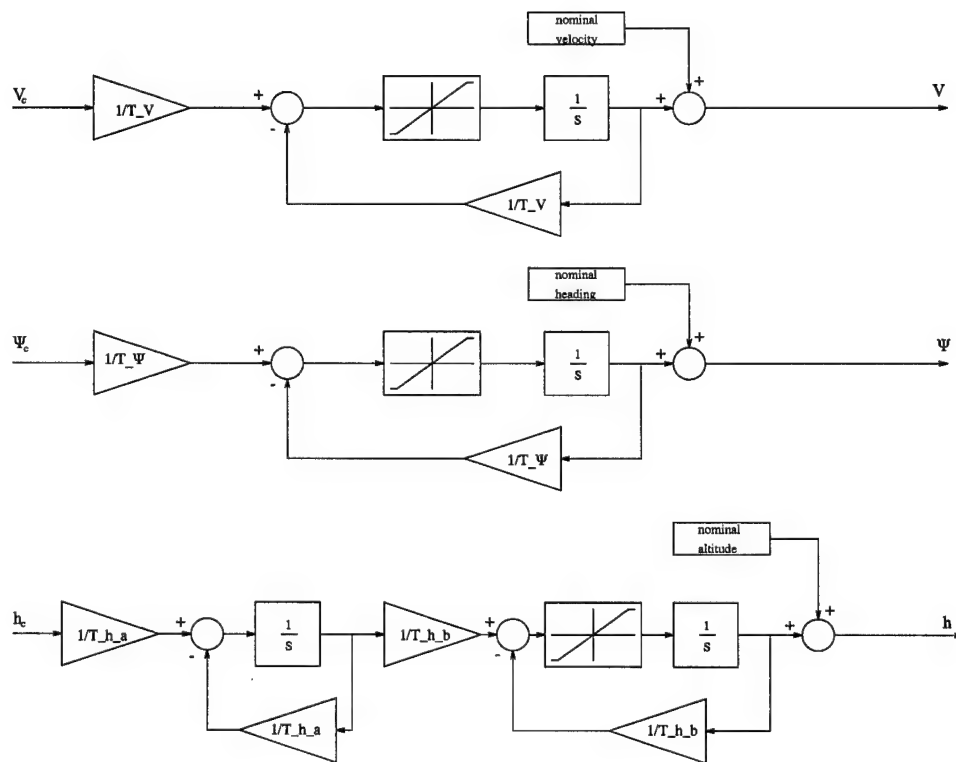 nominal
velocity
V_c
1/T_V
+
-
1
S
+
+
V
1/T_V
nominal
heading
Ψ_c
1/T_Ψ
+
-
1
S
+
+
Ψ
1/T_Ψ
nominal
altitude
h_c
1/T_h_a
+
-
1
S
1/T_h_b
+
-
1
S
+
+
h
1/T_h_a
1/T_h_b